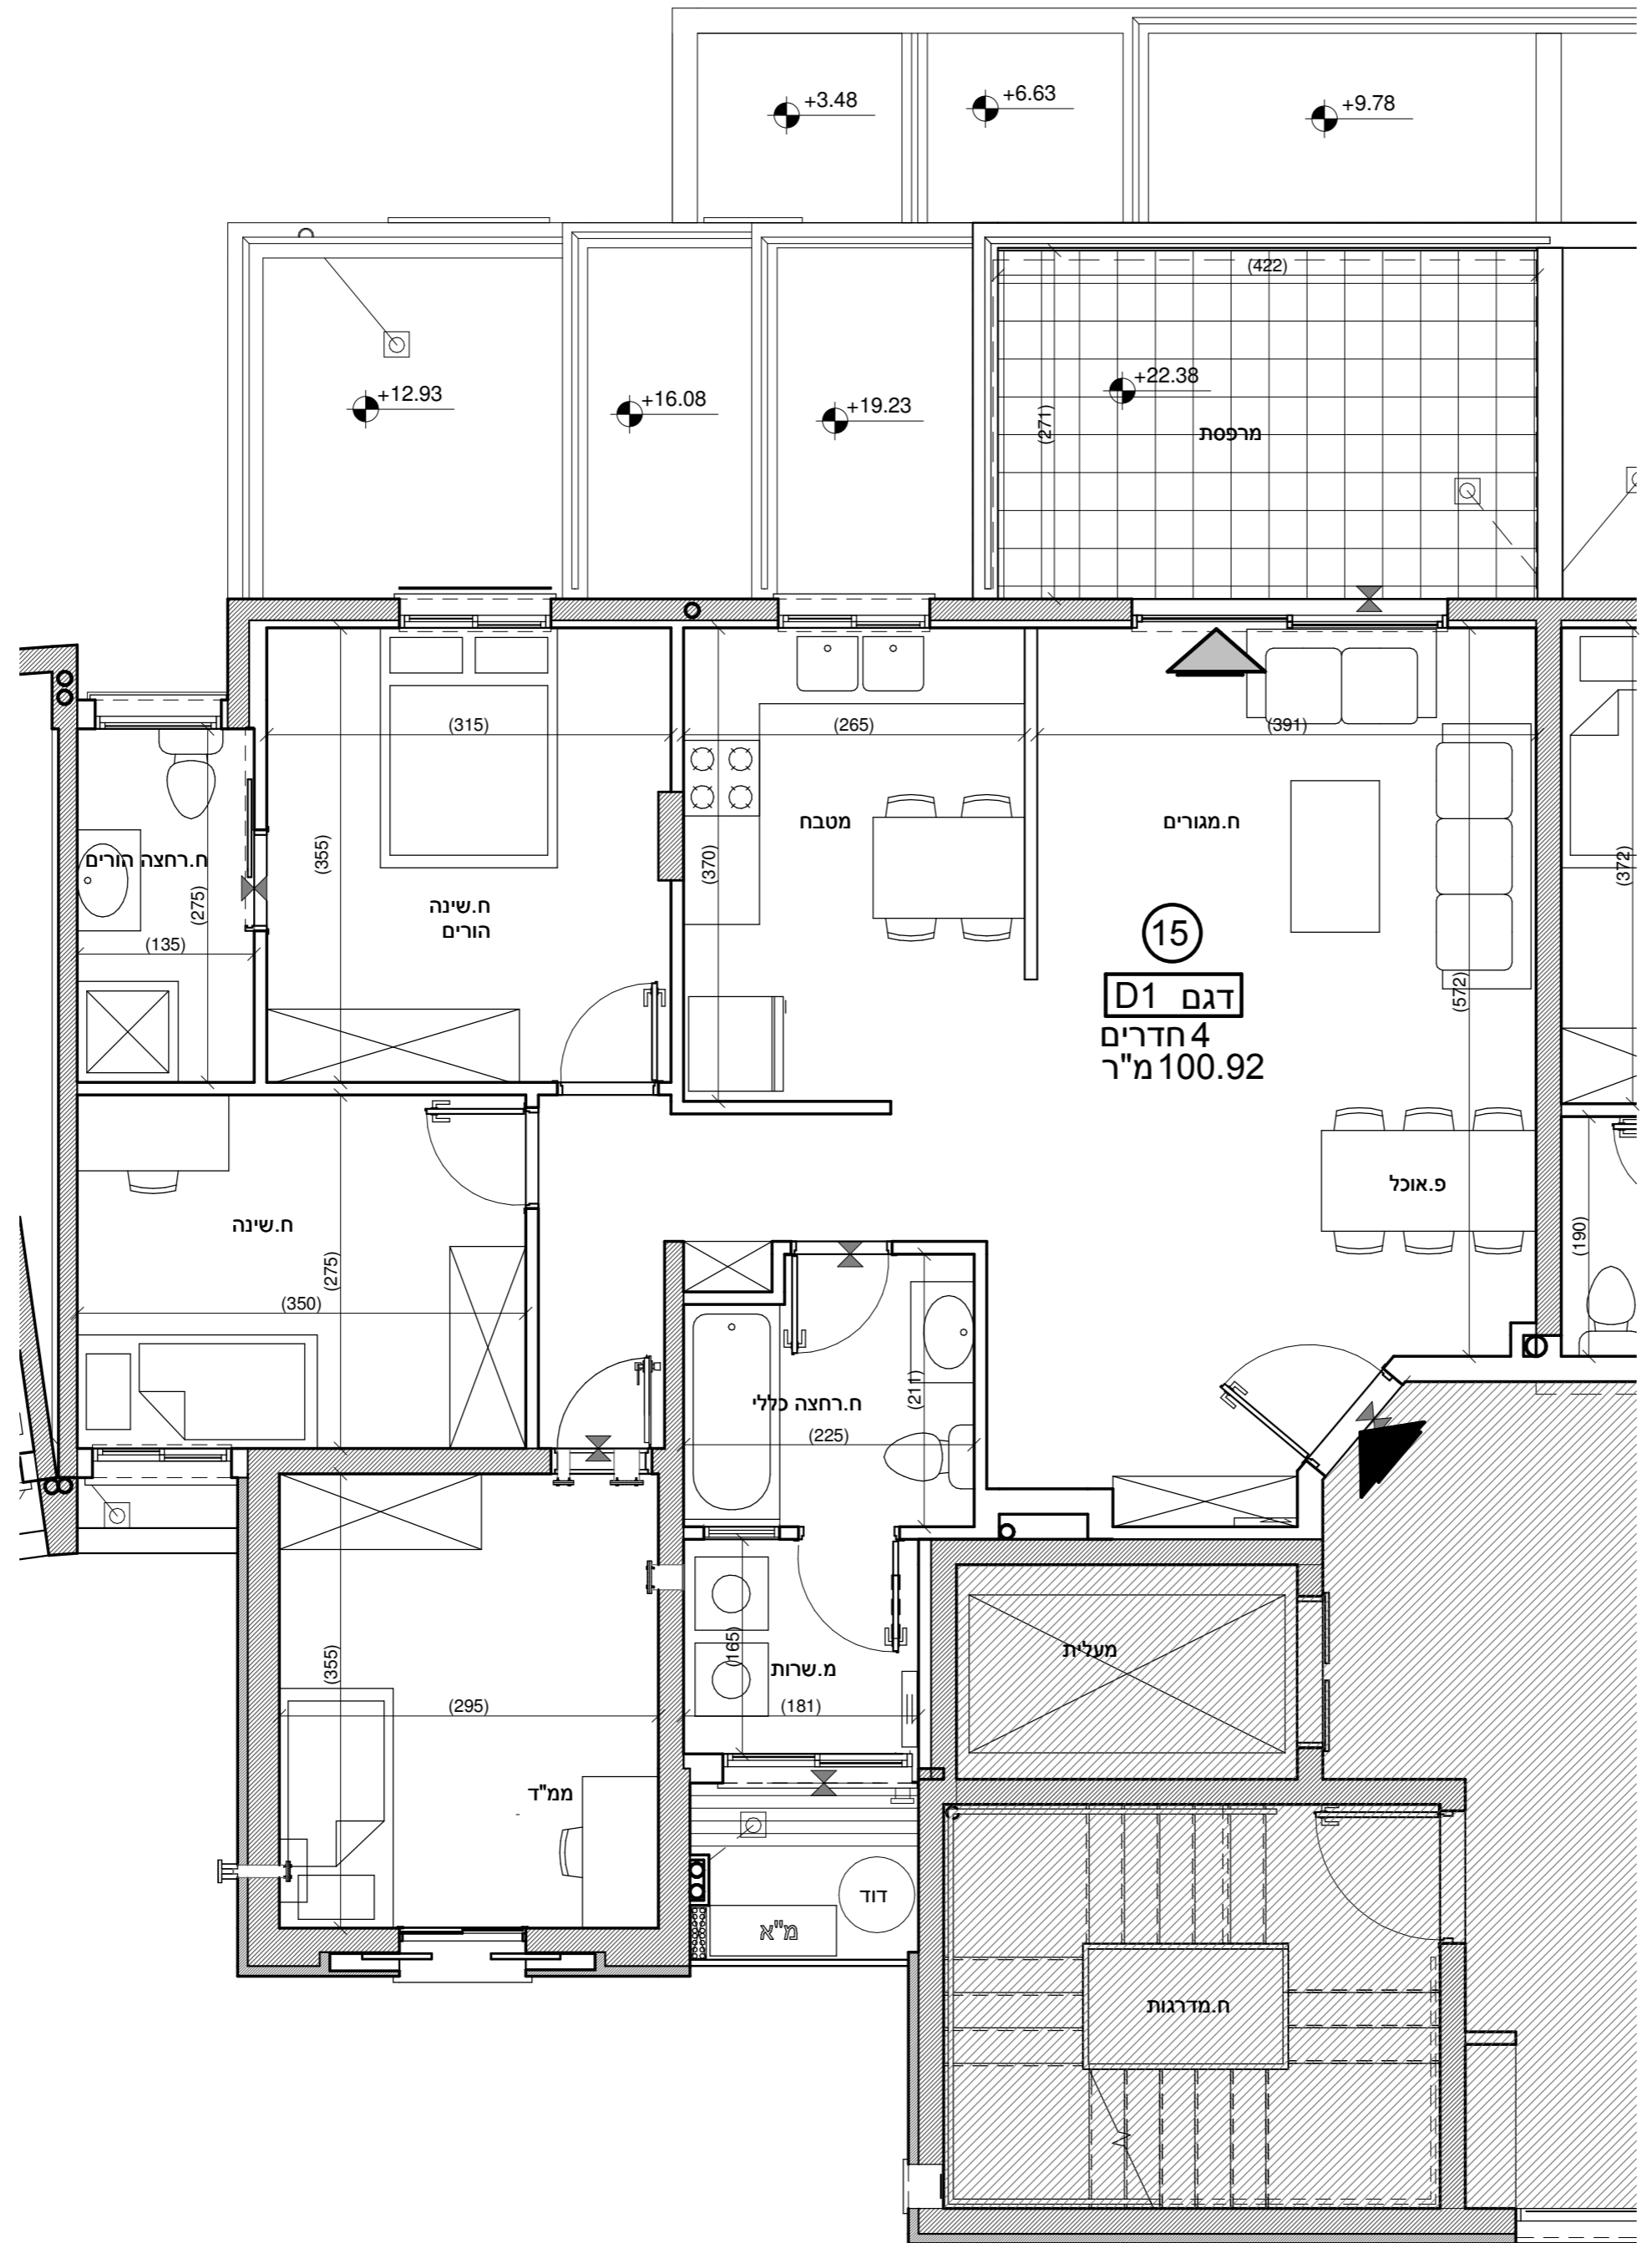 +3.48
+6.63
+9.78
(422)
+12.93
+16.08
+19.23
+22.38
(271)
מרפסת
(315)
(265)
(391)
ח.רחצה הורים
(275)
(135)
(355)
ח.שינה
הורים
(370)
מטבח
ח.מגורים
(372)
15
דגם D1
4 חדרים
100.92 מ"ר
(572)
פ.אוכל
(190)
ח.שינה
(275)
(350)
ח.רחצה כללי
(211)
(225)
(355)
(295)
ממ"ד
(165)
מ.שרות
(181)
מעלית
דוד
מ"א
ח.מדרגות